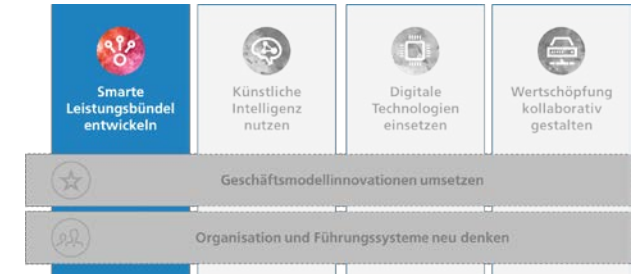 Smarte
Leistungsbündel
entwickeln
Künstliche
Intelligenz
nutzen
Digitale
Technologien
einsetzen
Wertschöpfung
kollaborativ
gestalten
Geschäftsmodellinnovationen umsetzen
Organisation und Führungssysteme neu denken